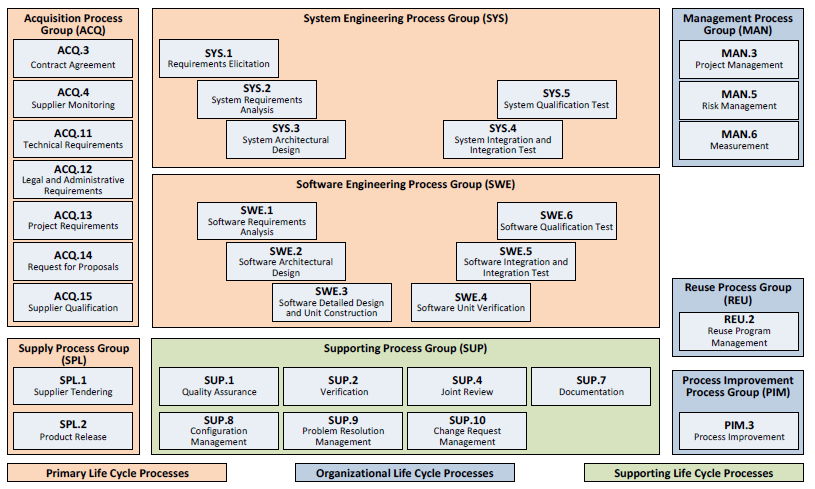 Acquisition Process
Group (ACQ)
ACQ.3
Contract Agreement
ACQ.4
Supplier Monitoring
ACQ.11
Technical Requirements
ACQ.12
Legal and Administrative
Requirements
ACQ.13
Project Requirements
ACQ.14
Request for Proposals
ACQ.15
Supplier Qualification
System Engineering Process Group (SYS)
SYS.1
Requirements Elicitation
SYS.2
System Requirements
Analysis
SYS.3
System Architectural
Design
SYS.5
System Qualification Test
SYS.4
System Integration and
Integration Test
Software Engineering Process Group (SWE)
SWE.1
Software Requirements
Analysis
SWE.2
Software Architectural
Design
SWE.3
Software Detailed Design
and Unit Construction
SWE.6
Software Qualification Test
SWE.5
Software Integration and
Integration Test
SWE.4
Software Unit Verification
Management Process
Group (MAN)
MAN.3
Project Management
MAN.5
Risk Management
MAN.6
Measurement
Reuse Process Group
(REU)
REU.2
Reuse Program
Management
Supply Process Group
(SPL)
SPL.1
Supplier Tendering
SPL.2
Product Release
Supporting Process Group (SUP)
SUP.1
Quality Assurance
SUP.2
Verification
SUP.4
Joint Review
SUP.7
Documentation
SUP.8
Configuration
Management
SUP.9
Problem Resolution
Management
SUP.10
Change Request
Management
Process Improvement
Process Group (PIM)
PIM.3
Process Improvement
Primary Life Cycle Processes
Organizational Life Cycle Processes
Supporting Life Cycle Processes